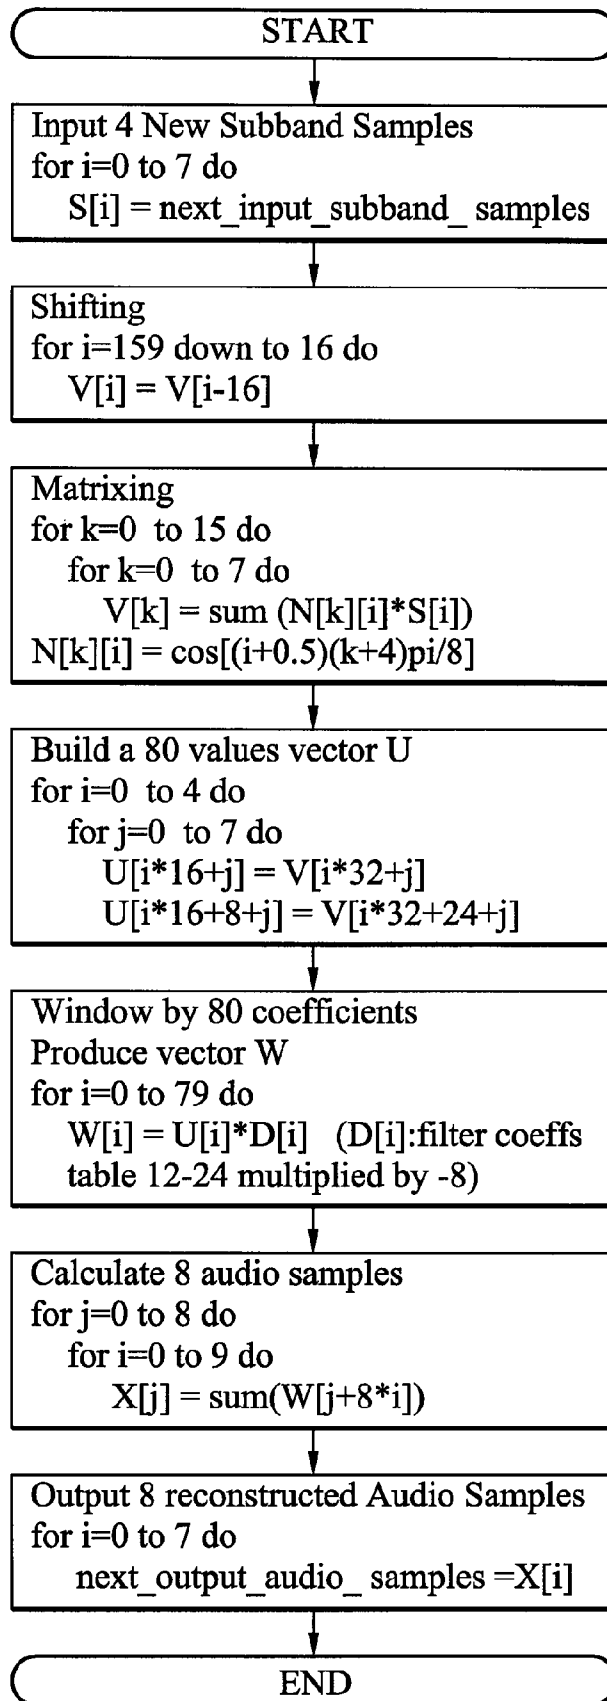 START
Input 4 New Subband Samples
for i=0 to 7 do
S[i] = next_input_subband_ samples
Shifting
for i=159 down to 16 do
V[i] = V[i-16]
Matrixing
for k=0 to 15 do
for k=0 to 7 do
V[k] = sum (N[k][i]*S[i])
N[k][i] = cos[(i+0.5)(k+4)pi/8]
Build a 80 values vector U
for i=0 to 4 do
for j=0 to 7 do
U[i*16+j] = V[i*32+j]
U[i*16+8+j] = V[i*32+24+j]
Window by 80 coefficients
Produce vector W
for i=0 to 79 do
W[i] = U[i]*D[i] (D[i]:filter coeffs
table 12-24 multiplied by -8)
Calculate 8 audio samples
for j=0 to 8 do
for i=0 to 9 do
X[j] = sum(W[j+8*i])
Output 8 reconstructed Audio Samples
for i=0 to 7 do
next_output_audio_ samples =X[i]
END